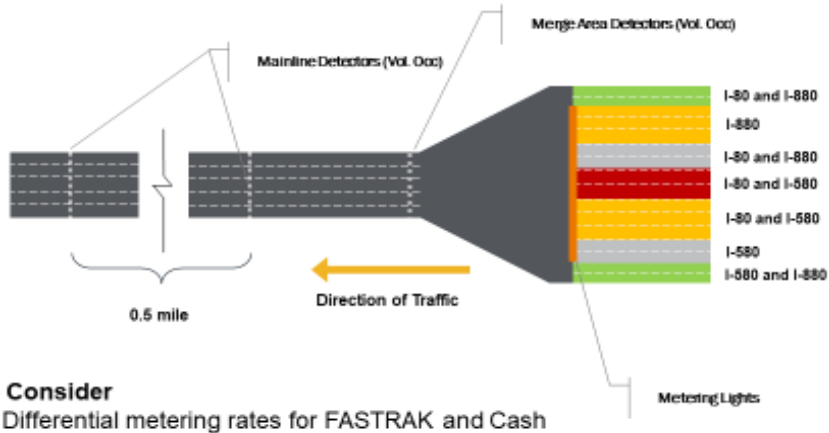 Merge Area Detectors (Vol. Occ)
Mainline Detectors (Vol. Occ)
I-80 and I-880
I-880
I-80 and I-880
I-80 and I-580
I-80 and I-580
I-580
I-580 and I-880
Direction of Traffic
0.5 mile
Metering Lights
Consider
Differential metering rates for FASTRAK and Cash